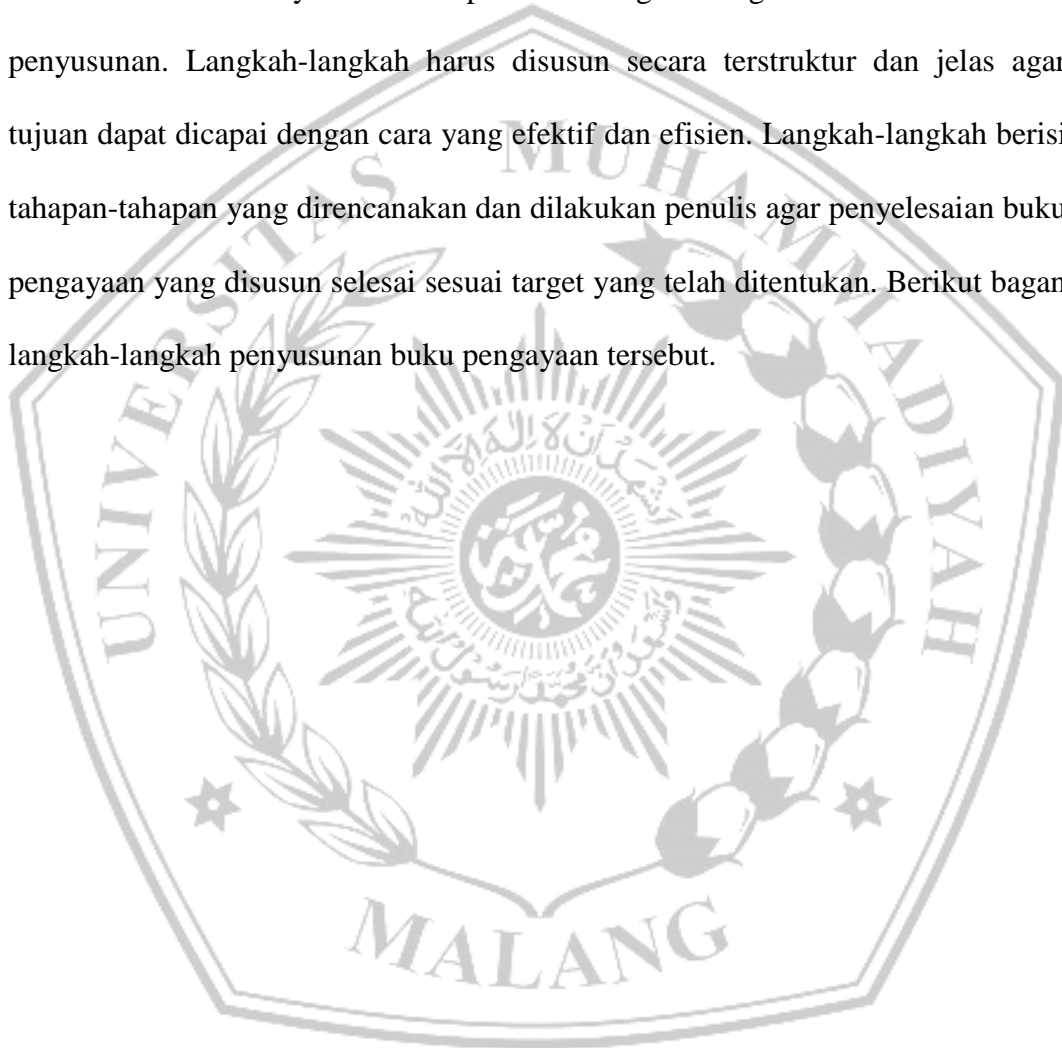 penyusunan. Langkah-langkah harus disusun secara terstruktur dan jelas agar
tujuan dapat dicapai dengan cara yang efektif dan efisien. Langkah-langkah berisi
tahapan-tahapan yang direncanakan dan dilakukan penulis agar penyelesaian buku
pengayaan yang disusun selesai sesuai target yang telah ditentukan. Berikut bagan
langkah-langkah penyusunan buku pengayaan tersebut.
UNIVERSITAS MUHAMMADIYAH
MALANG